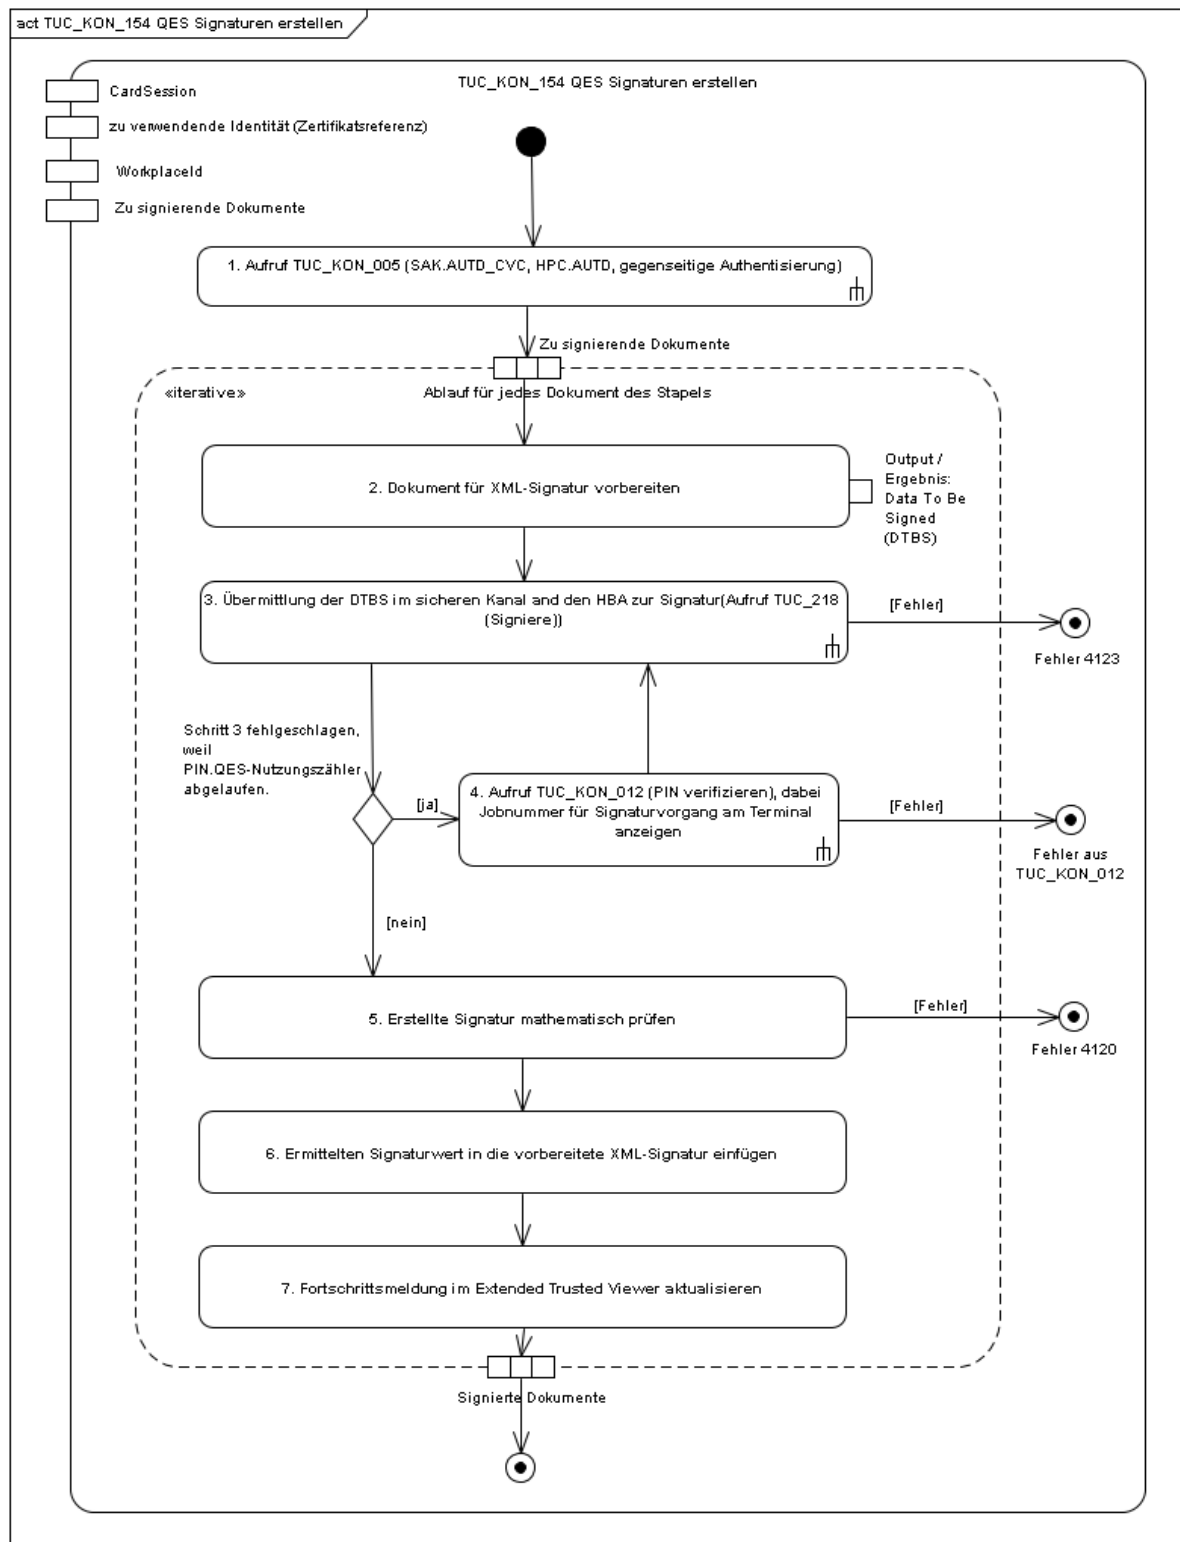 act TUC_KON_154 QES Signaturen erstellen
TUC_KON_154 QES Signaturen erstellen
CardSession
zu verwendende Identität (Zertifikatsreferenz)
WorkplaceId
Zu signierende Dokumente
1. Aufruf TUC_KON_005 (SAK.AUTD_CVC, HPC.AUTD, gegenseitige Authentisierung)
Zu signierende Dokumente
«iterative»
Ablauf für jedes Dokument des Stapels
2. Dokument für XML-Signatur vorbereiten
Output /
Ergebnis:
Data To Be
Signed
(DTBS)
3. Übermittlung der DTBS im sicheren Kanal and den HBA zur Signatur(Aufruf TUC_218
(Signiere))
[Fehler]
Fehler 4123
Schritt 3 fehlgeschlagen,
weil
PIN.QES-Nutzungszähler
abgelaufen.
[ja]
4. Aufruf TUC_KON_012 (PIN verifizieren), dabei
Jobnummer für Signaturvorgang am Terminal
anzeigen
[Fehler]
Fehler aus
TUC_KON_012
[nein]
5. Erstellte Signatur mathematisch prüfen
[Fehler]
Fehler 4120
6. Ermittelten Signaturwert in die vorbereitete XML-Signatur einfügen
7. Fortschrittsmeldung im Extended Trusted Viewer aktualisieren
Signierte Dokumente